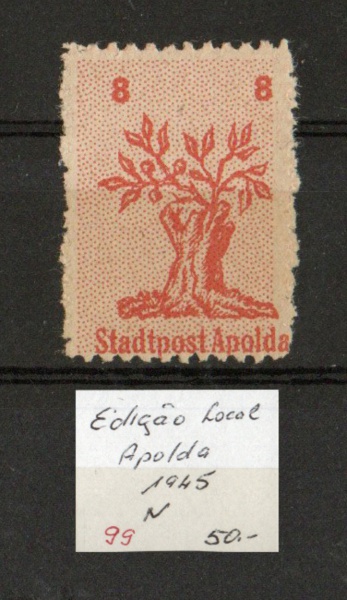 8 8
Stadtpost Apolda
Edição Local
Apolda
1945
N
99 50.-